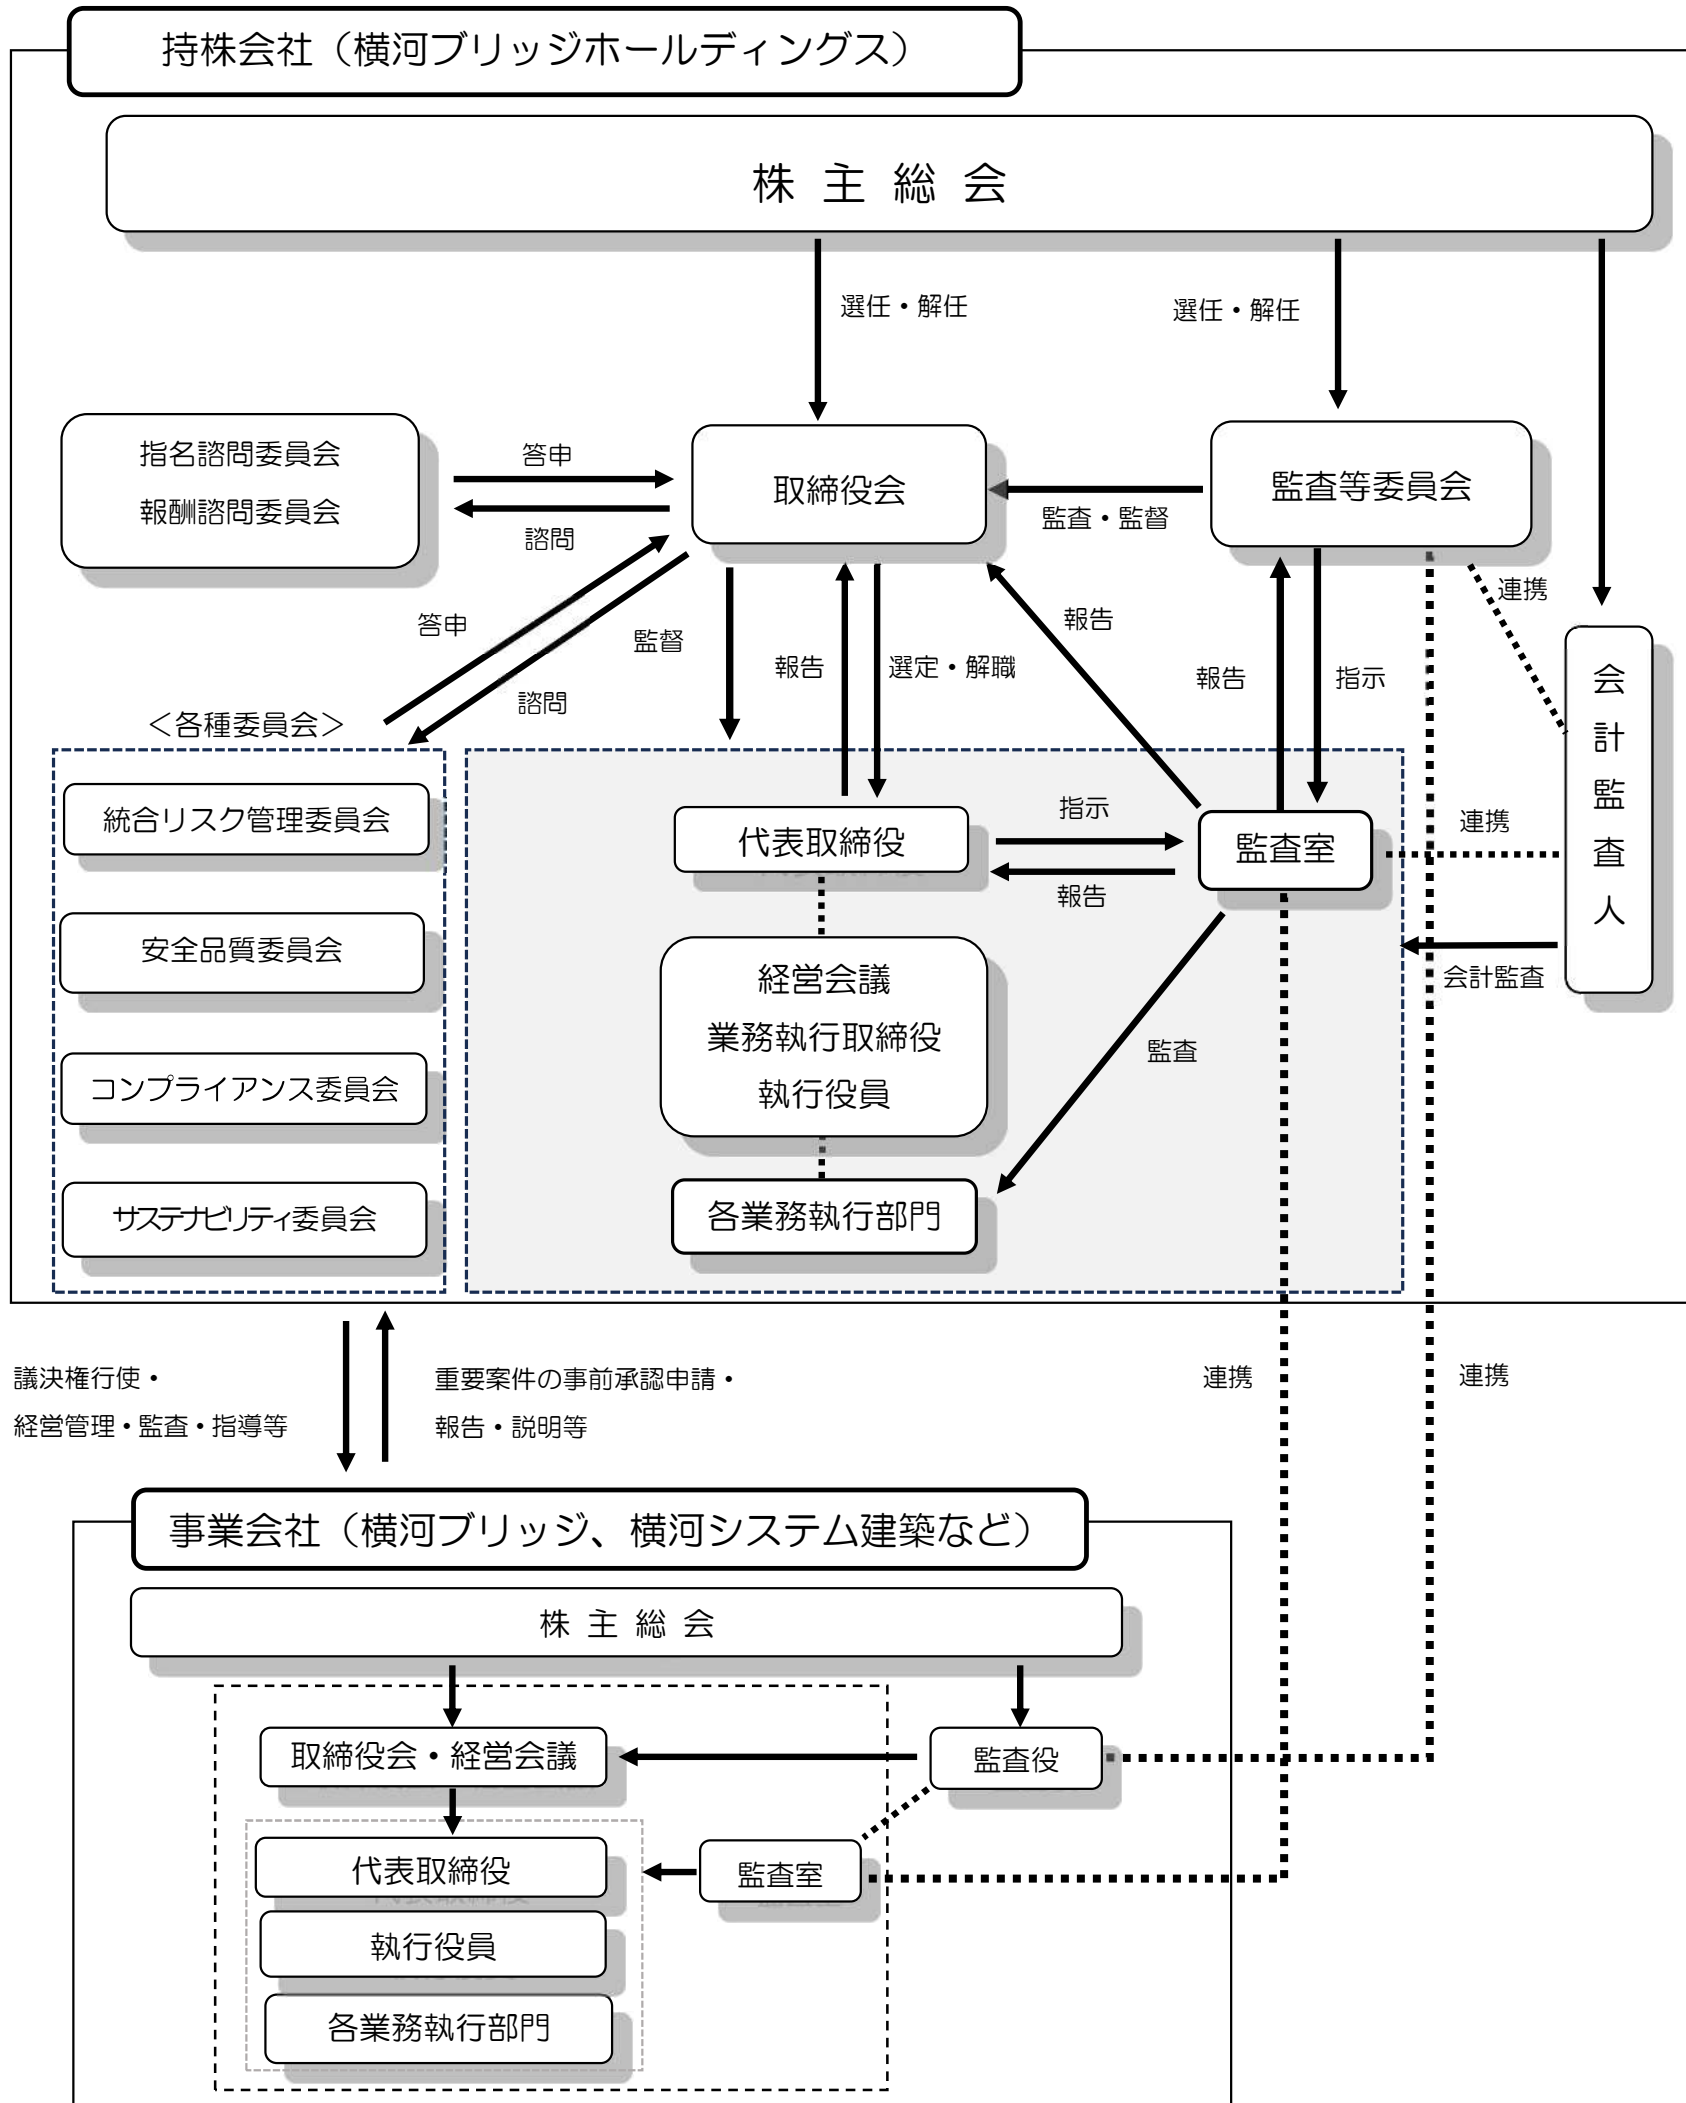 持株会社（横河ブリッジホールディングス）
株 主 総 会
選任・解任
選任・解任
指名諮問委員会
報酬諮問委員会
答申
諮問
取締役会
監査・監督
監査等委員会
連携
答申
諮問
監督
報告
選定・解職
報告
報告
指示
会計監査人
＜各種委員会＞
統合リスク管理委員会
安全品質委員会
コンプライアンス委員会
サステナビリティ委員会
代表取締役
指示
報告
監査室
連携
会計監査
経営会議
業務執行取締役
執行役員
監査
各業務執行部門
議決権行使・
経営管理・監査・指導等
重要案件の事前承認申請・
報告・説明等
連携
連携
事業会社（横河ブリッジ、横河システム建築など）
株 主 総 会
取締役会・経営会議
監査役
代表取締役
監査室
執行役員
各業務執行部門